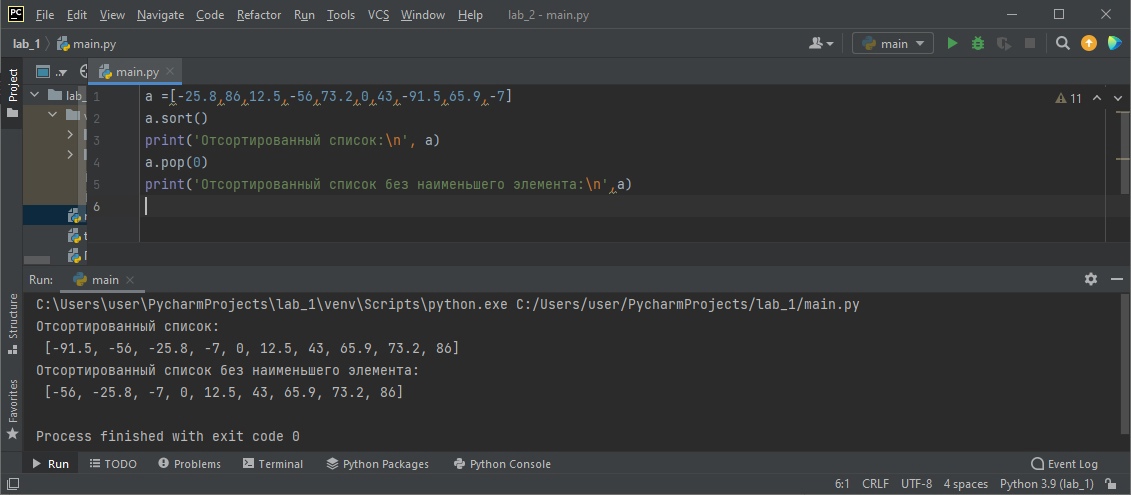 PC File Edit View Navigate Code Refactor Run Tools VCS Window Help lab_2 - main.py
lab_1 main.py main
Project
.. main.py
lab_
1 a =[-25.8,86,12.5,-56,73.2,0,43,-91.5,65.9,-7] 11
2 a.sort()
3 print('Отсортированный список:\n', a)
4 a.pop(0)
5 print('Отсортированный список без наименьшего элемента:\n',a)
6
Run: main
C:\Users\user\PycharmProjects\lab_1\venv\Scripts\python.exe C:/Users/user/PycharmProjects/lab_1/main.py
Отсортированный список:
[-91.5, -56, -25.8, -7, 0, 12.5, 43, 65.9, 73.2, 86]
Отсортированный список без наименьшего элемента:
[-56, -25.8, -7, 0, 12.5, 43, 65.9, 73.2, 86]
Process finished with exit code 0
Structure
Favorites
Run TODO Problems Terminal Python Packages Python Console Event Log
6:1 CRLF UTF-8 4 spaces Python 3.9 (lab_1)